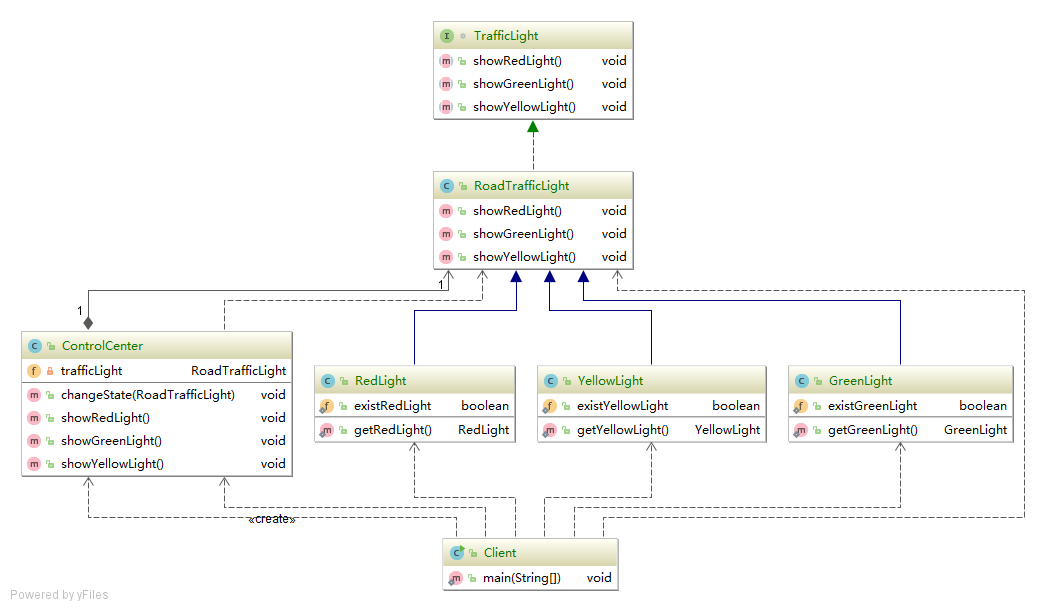 I TrafficLight
m showRedLight() void
m showGreenLight() void
m showYellowLight() void
C RoadTrafficLight
m showRedLight() void
m showGreenLight() void
m showYellowLight() void
1
1
C ControlCenter
f trafficLight RoadTrafficLight
m changeState(RoadTrafficLight) void
m showRedLight() void
m showGreenLight() void
m showYellowLight() void
C RedLight
f existRedLight boolean
m getRedLight() RedLight
C YellowLight
f existYellowLight boolean
m getYellowLight() YellowLight
C GreenLight
f existGreenLight boolean
m getGreenLight() GreenLight
«create»
C Client
m main(String[]) void
Powered by yFiles